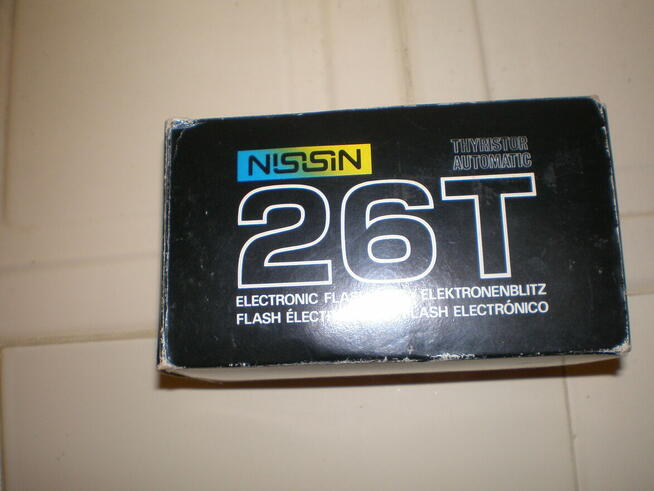 NISSIN
THYRISTOR
AUTOMATIC
26T
ELECTRONIC ELEKTRONENBLITZ
FLASH ELECTRÓNICO